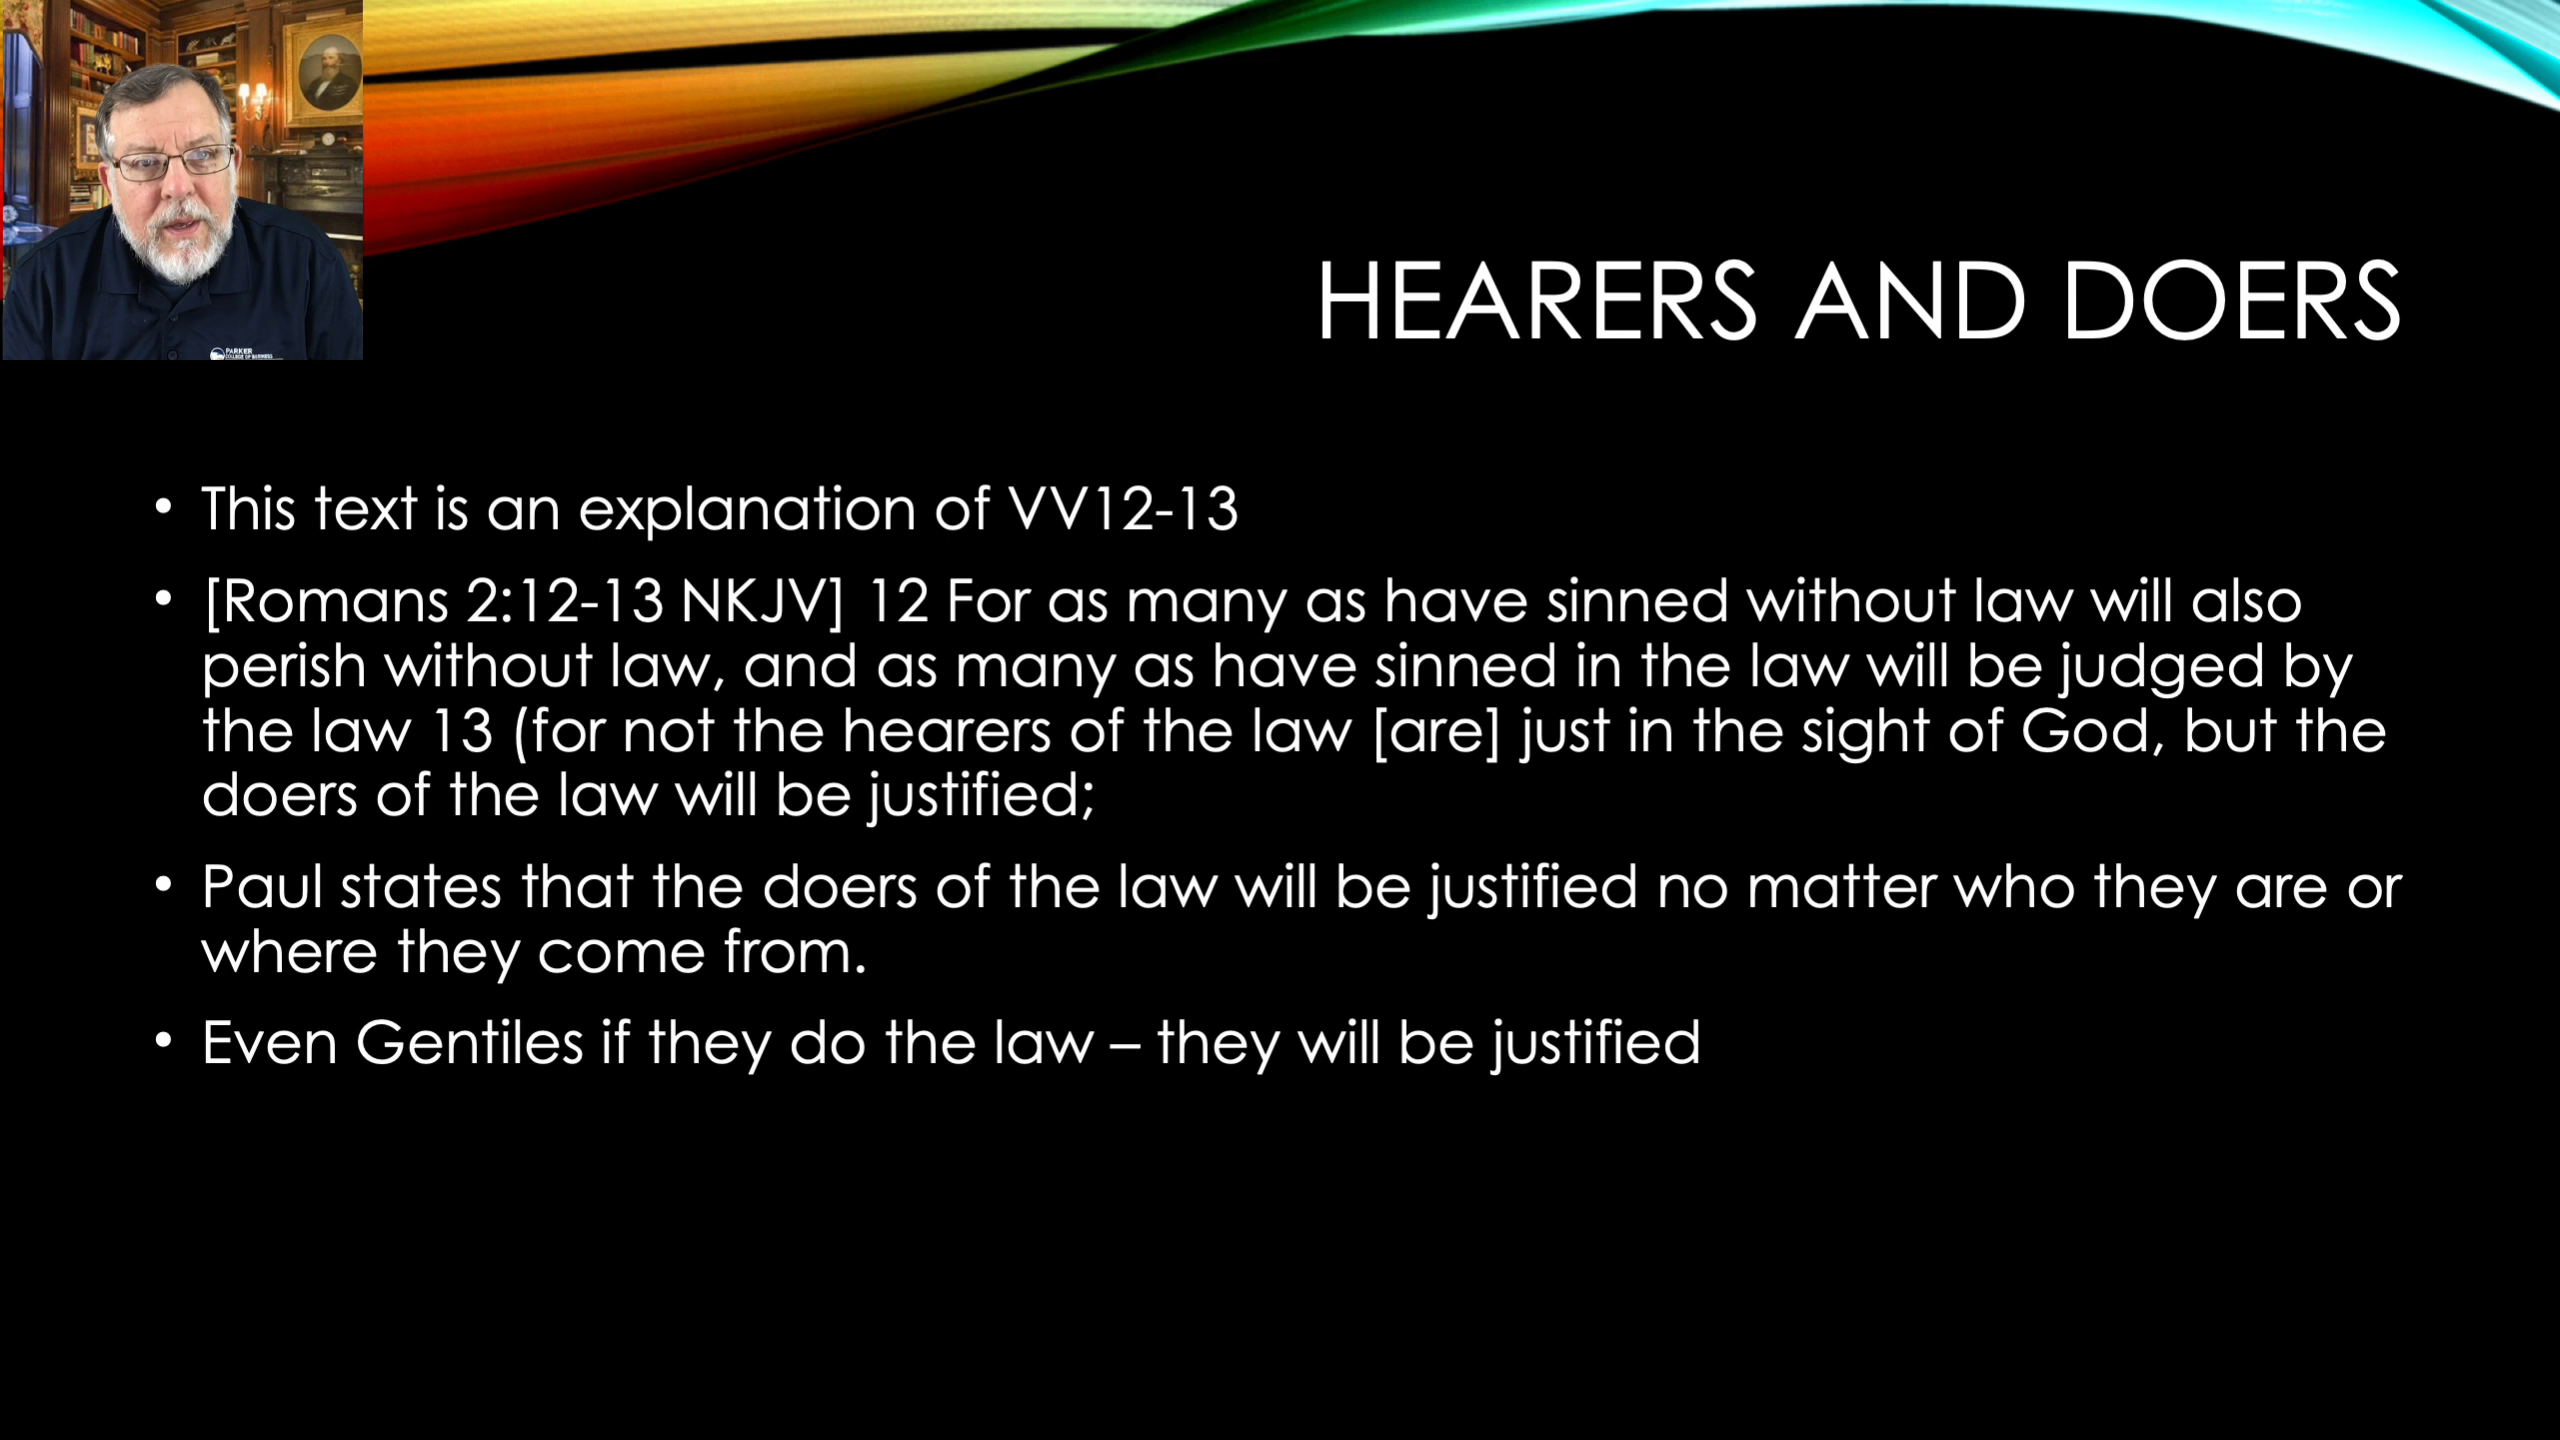 PARKER
COLLEGE OF BUSINESS
HEARERS AND DOERS
• This text is an explanation of VV12-13
• [Romans 2:12-13 NKJV] 12 For as many as have sinned without law will also
perish without law, and as many as have sinned in the law will be judged by
the law 13 (for not the hearers of the law [are] just in the sight of God, but the
doers of the law will be justified;
• Paul states that the doers of the law will be justified no matter who they are or
where they come from.
• Even Gentiles if they do the law – they will be justified